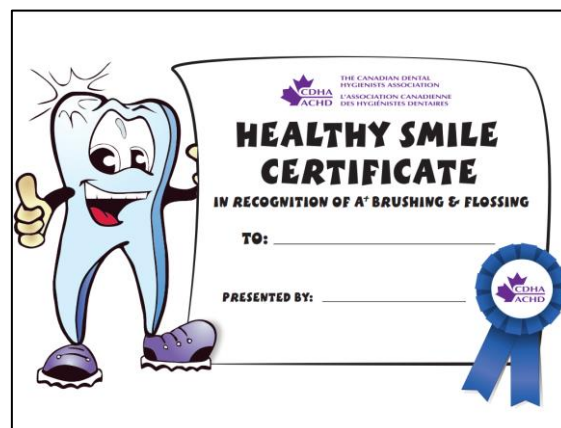 CDHA
ACHD
THE CANADIAN DENTAL
HYGIENISTS ASSOCIATION
L'ASSOCIATION CANADIENNE
DES HYGIÉNISTES DENTAIRES
HEALTHY SMILE
CERTIFICATE
IN RECOGNITION OF A+ BRUSHING & FLOSSING
TO:
PRESENTED BY:
CDHA
ACHD